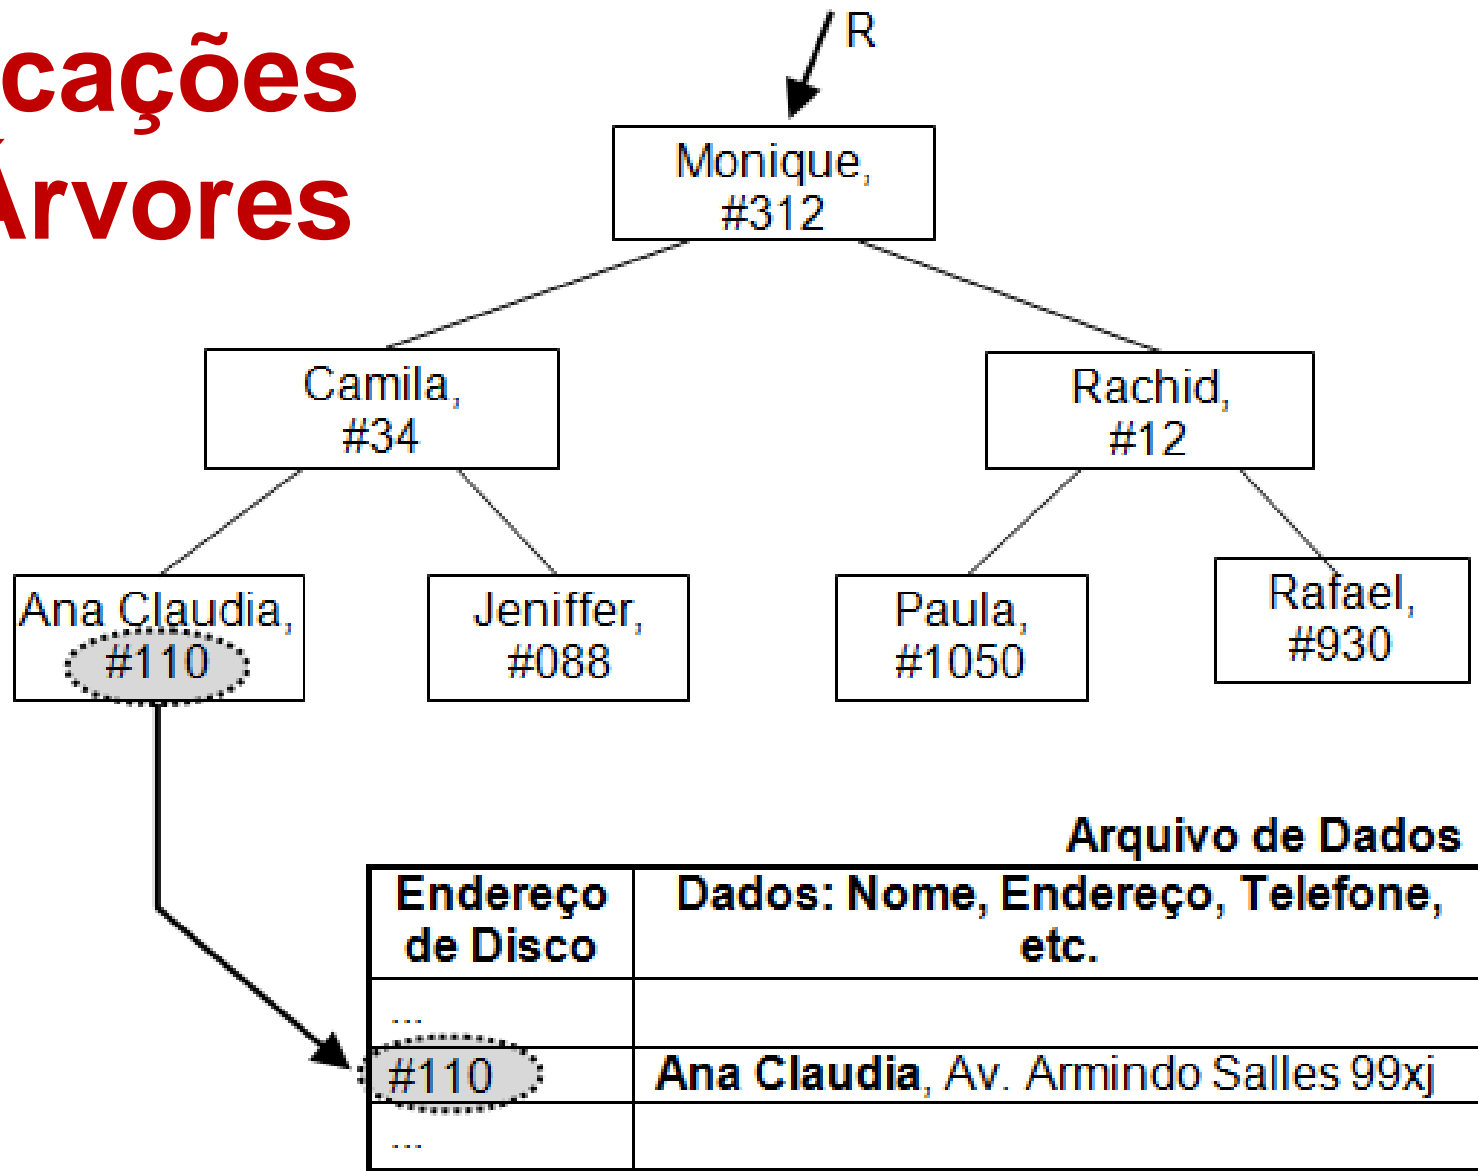 cações
Árvores
R
Monique,
#312
Camila,
#34
Rachid,
#12
Ana Claudia,
#110
Jeniffer,
#088
Paula,
#1050
Rafael,
#930
Arquivo de Dados
Endereço
de Disco
Dados: Nome, Endereço, Telefone,
etc.
...
#110
Ana Claudia, Av. Armindo Salles 99xj
...